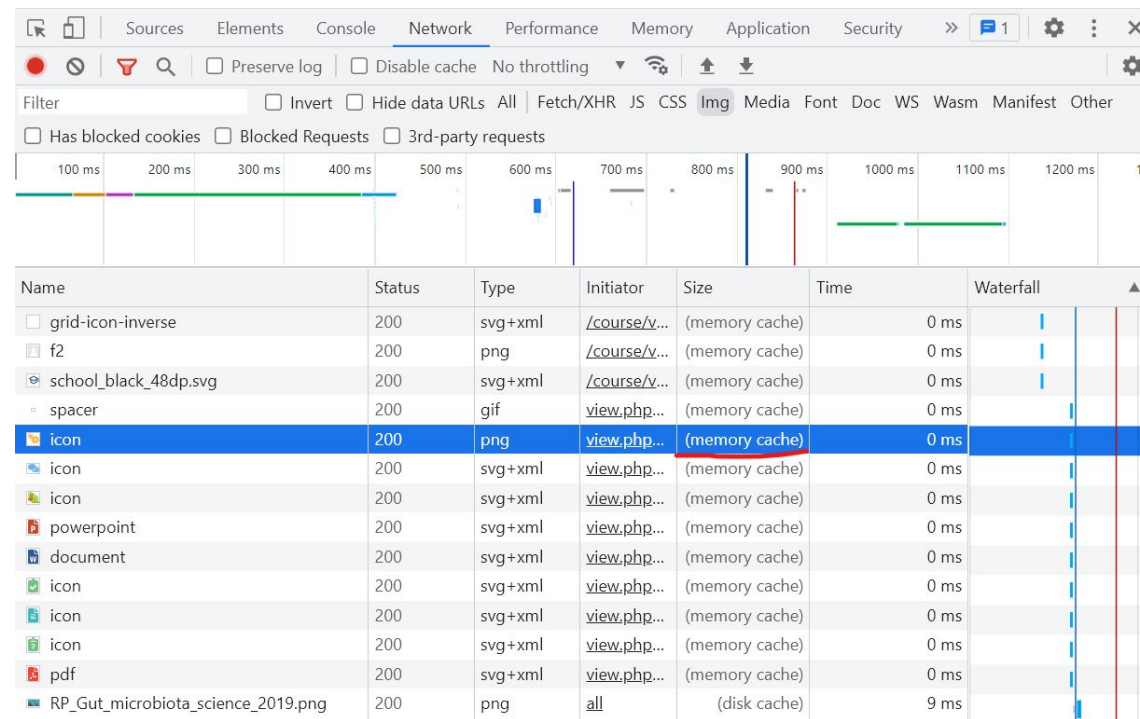 Sources Elements Console Network Performance Memory Application Security » 1
Preserve log Disable cache No throttling
Filter Invert Hide data URLs All Fetch/XHR JS CSS Img Media Font Doc WS Wasm Manifest Other
Has blocked cookies Blocked Requests 3rd-party requests
100 ms 200 ms 300 ms 400 ms 500 ms 600 ms 700 ms 800 ms 900 ms 1000 ms 1100 ms 1200 ms 1
Name Status Type Initiator Size Time Waterfall
grid-icon-inverse 200 svg+xml /course/v... (memory cache) 0 ms
f2 200 png /course/v... (memory cache) 0 ms
school_black_48dp.svg 200 svg+xml /course/v... (memory cache) 0 ms
spacer 200 gif view.php... (memory cache) 0 ms
icon 200 png view.php... (memory cache) 0 ms
icon 200 svg+xml view.php... (memory cache) 0 ms
icon 200 svg+xml view.php... (memory cache) 0 ms
powerpoint 200 svg+xml view.php... (memory cache) 0 ms
document 200 svg+xml view.php... (memory cache) 0 ms
icon 200 svg+xml view.php... (memory cache) 0 ms
icon 200 svg+xml view.php... (memory cache) 0 ms
icon 200 svg+xml view.php... (memory cache) 0 ms
pdf 200 svg+xml view.php... (memory cache) 0 ms
RP_Gut_microbiota_science_2019.png 200 png all (disk cache) 9 ms